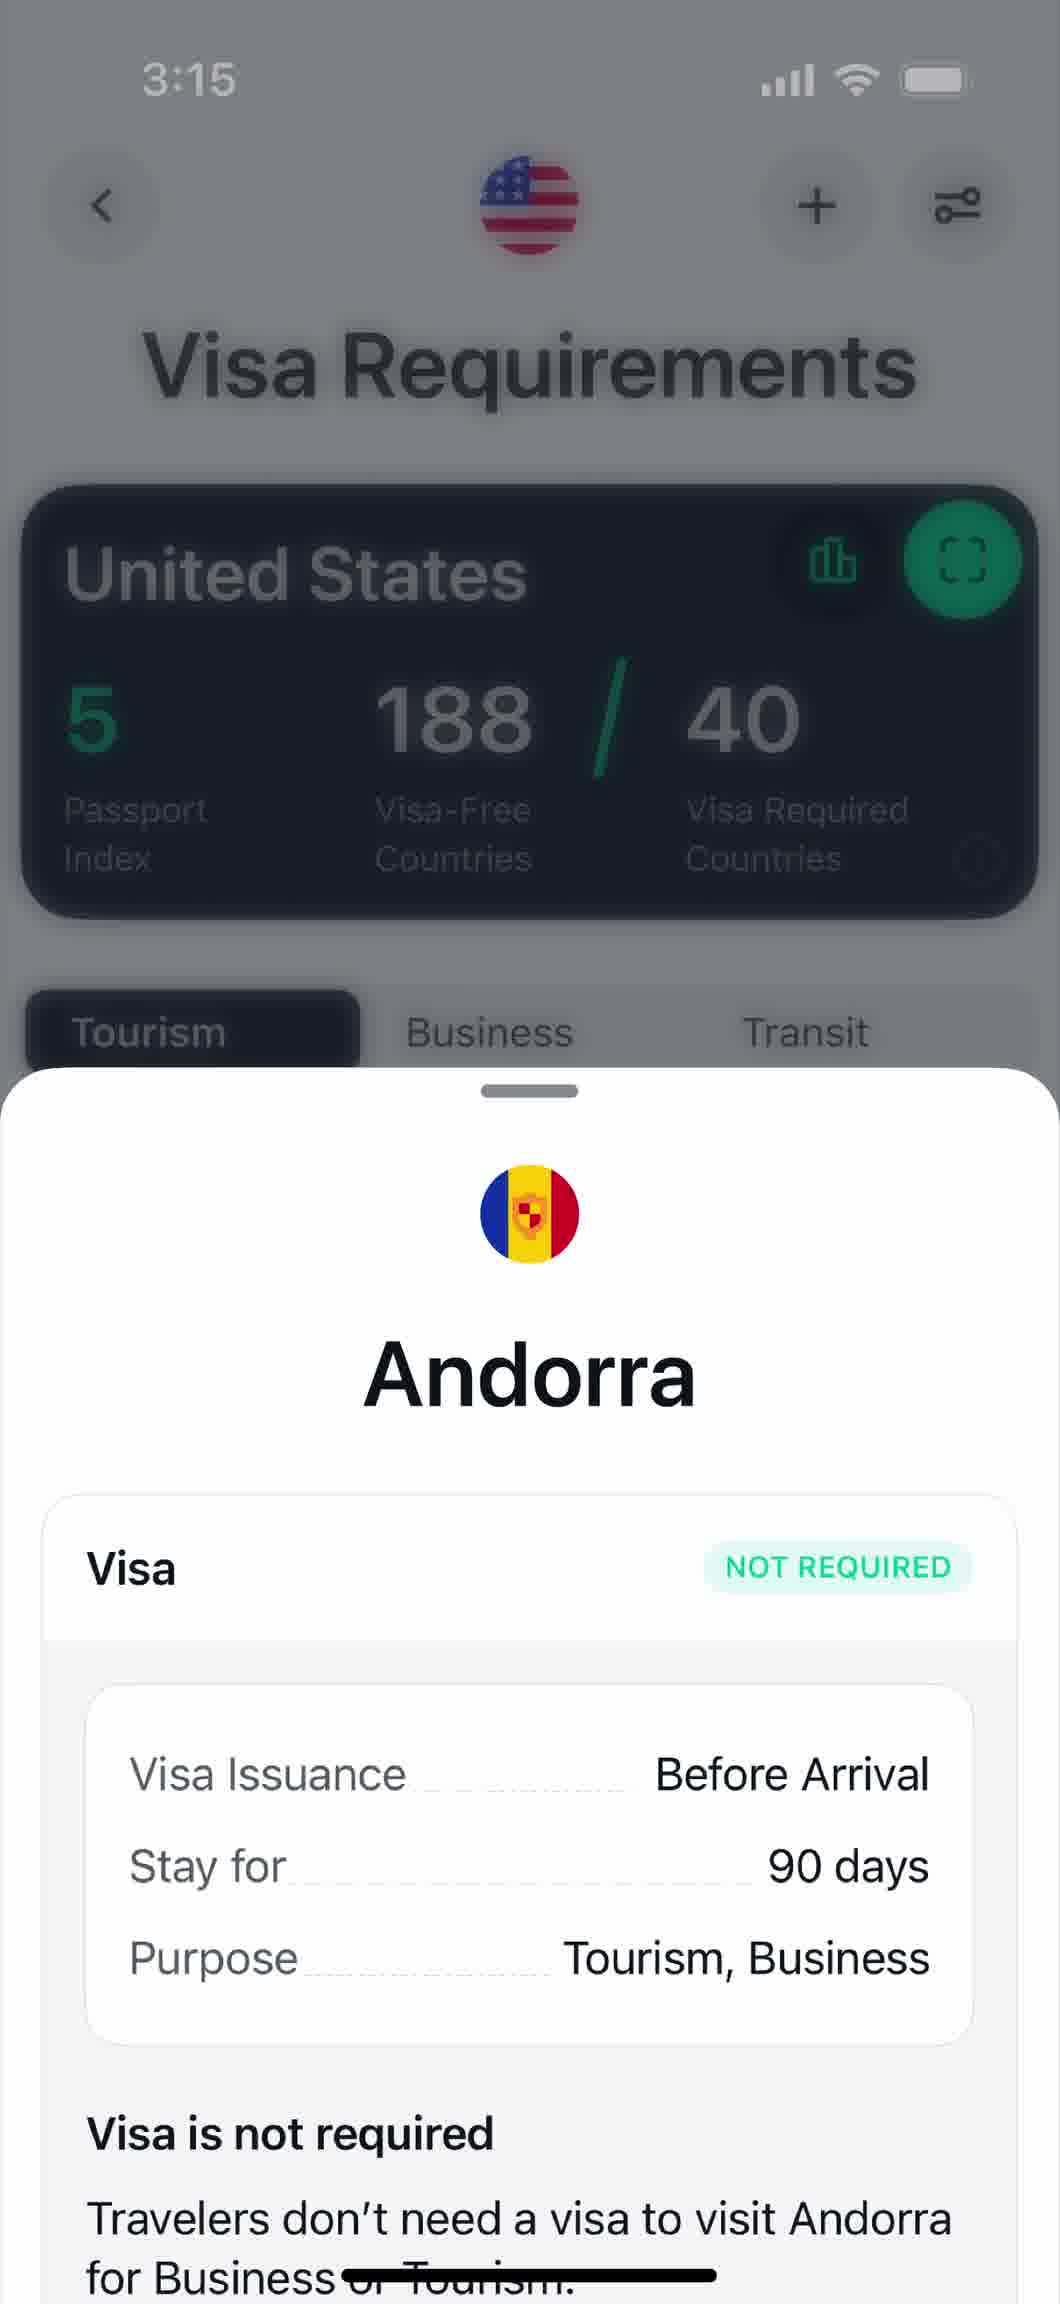 3:15
Visa Requirements
United States
5 188 / 40
Passport Visa-Free Visa Required
Index Countries Countries
Tourism Business Transit
Andorra
Visa NOT REQUIRED
Visa Issuance Before Arrival
Stay for 90 days
Purpose Tourism, Business
Visa is not required
Travelers don’t need a visa to visit Andorra
for Business or Tourism.